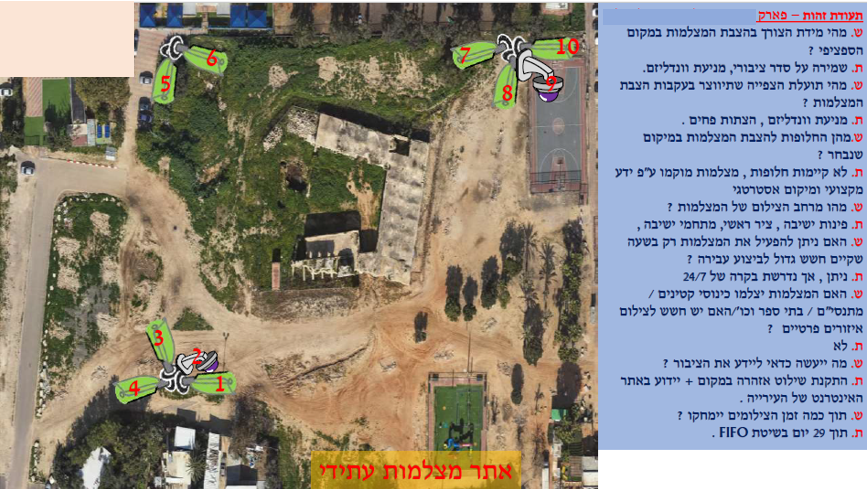 תעודת זהות – פארק
ש. מהי מידת הצורך בהצבת המצלמות במקום
הספציפי ?
ת. שמירה על סדר ציבורי, מניעת וונדליזם.
ש. מהי תועלת הצפייה שתיווצר בעקבות הצבת
המצלמות ?
ת. מניעת וונדליזם , הצתות פחים .
ש.מהן החלופות להצבת המצלמות במיקום
שנבחר ?
ת. לא קיימות חלופות , מצלמות מוקמו ע"פ ידע
מקצועי ומיקום אסטרטגי
ש. מהו מרחב הצילום של המצלמות ?
ת. פינות ישיבה , ציר ראשי, מתחמי ישיבה ,
ש. האם ניתן להפעיל את המצלמות רק בשעה
שקיים חשש גדול לביצוע עבירה ?
ת. ניתן , אך נדרשת בקרה של 24/7
ש. האם המצלמות יצלמו כינוסי קטינים /
מתנסי"ם / בתי ספר וכו'/האם יש חשש לצילום
איזורים פרטיים ?
ת. לא
ש. מה ייעשה כדאי ליידע את הציבור ?
ת. התקנת שילוט אזהרה במקום + יידוע באתר
האינטרנט של העירייה .
ש. תוך כמה זמן הצילומים יימחקו ?
ת. תוך 29 יום בשיטת FIFO .
6
5
7
10
8
9
3
2
4
1
אתר מצלמות עתידי